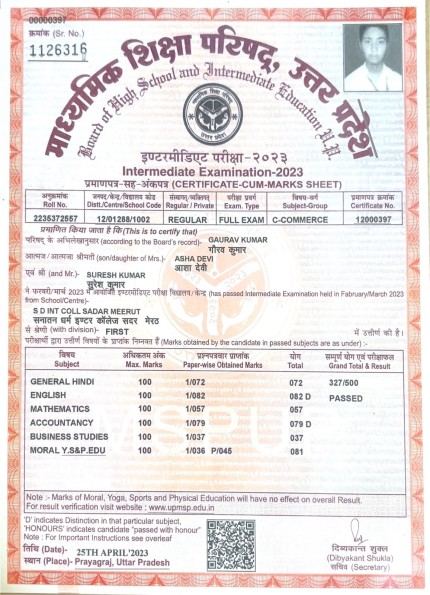 00000397
क्रमांक (Sr. No.)
1126316
माध्यमिक शिक्षा परिषद, उत्तर प्रदेश
Board of High School and Intermediate Education U.P.
इण्टरमीडिएट परीक्षा-२०२३
Intermediate Examination-2023
प्रमाणपत्र-सह-अंकपत्र (CERTIFICATE-CUM-MARKS SHEET)
अनुक्रमांक जनपद/केन्द्र/विद्यालय कोड संस्थागत/व्यक्तिगत परीक्षा प्रवर्ग विषय-वर्ग प्रमाणपत्र क्रमांक
Roll No. Distt./Centre/School Code Regular / Private Exam. Type Subject-Group Certificate No.
2235372557 12/01288/1002 REGULAR FULL EXAM C-COMMERCE 12000397
प्रमाणित किया जाता है कि(This is to certify that)
परिषद् के अभिलेखानुसार (according to the Board's record)- GAURAV KUMAR
गौरव कुमार
आत्मज/आत्मजा श्रीमती (son/daughter of Mrs.) ASHA DEVI
आशा देवी
एवं श्री (and Mr.)- SURESH KUMAR
सुरेश कुमार
ने फरवरी/मार्च 2023 में आयोजित इण्टरमीडिएट परीक्षा विद्यालय/केन्द्र (has passed Intermediate Examination held in Fabruary/March 2023
from School/Centre)-
S D INT COLL SADAR MEERUT
सनातन धर्म इण्टर कॉलेज सदर मेरठ
से श्रेणी (with division)- FIRST में उत्तीर्ण की है।
परीक्षार्थी द्वारा उत्तीर्ण विषयों के प्राप्तांक निम्नवत हैं- (Marks obtained by the candidate in passed subjects are as under) :-
विषय अधिकतम अंक प्रश्नपत्रवार प्राप्तांक योग सम्पूर्ण योग एवं परीक्षाफल
Subject Max. Marks Paper-wise Obtained Marks Total Grand Total & Result
GENERAL HINDI 100 1/072 072 327/500
ENGLISH 100 1/082 082 D PASSED
MATHEMATICS 100 1/057 057
ACCOUNTANCY 100 1/079 079 D
BUSINESS STUDIES 100 1/037 037
MORAL Y.S&P.EDU 100 1/036 P/045 081
Note :- Marks of Moral, Yoga, Sports and Physical Education will have no effect on overall Result.
For result verification visit website : www.upmsp.edu.in
'D' indicates Distinction in that particular subject,
'HONOURS' indicates candidate "passed with honour"
Note : For Important Instructions see overleaf
तिथि (Date)- 25TH APRIL'2023
स्थान (Place)- Prayagraj, Uttar Pradesh
दिब्यकान्त शुक्ल
(Dibyakant Shukla)
सचिव (Secretary)